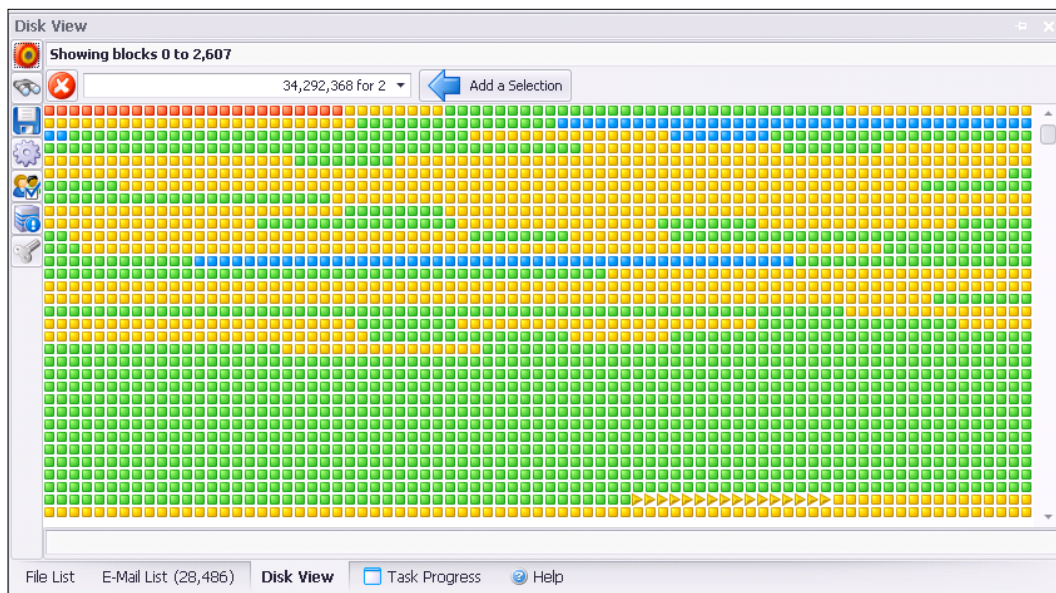 Disk View
Showing blocks 0 to 2,607
34,292,368 for 2 Add a Selection
File List E-Mail List (28,486) Disk View Task Progress Help